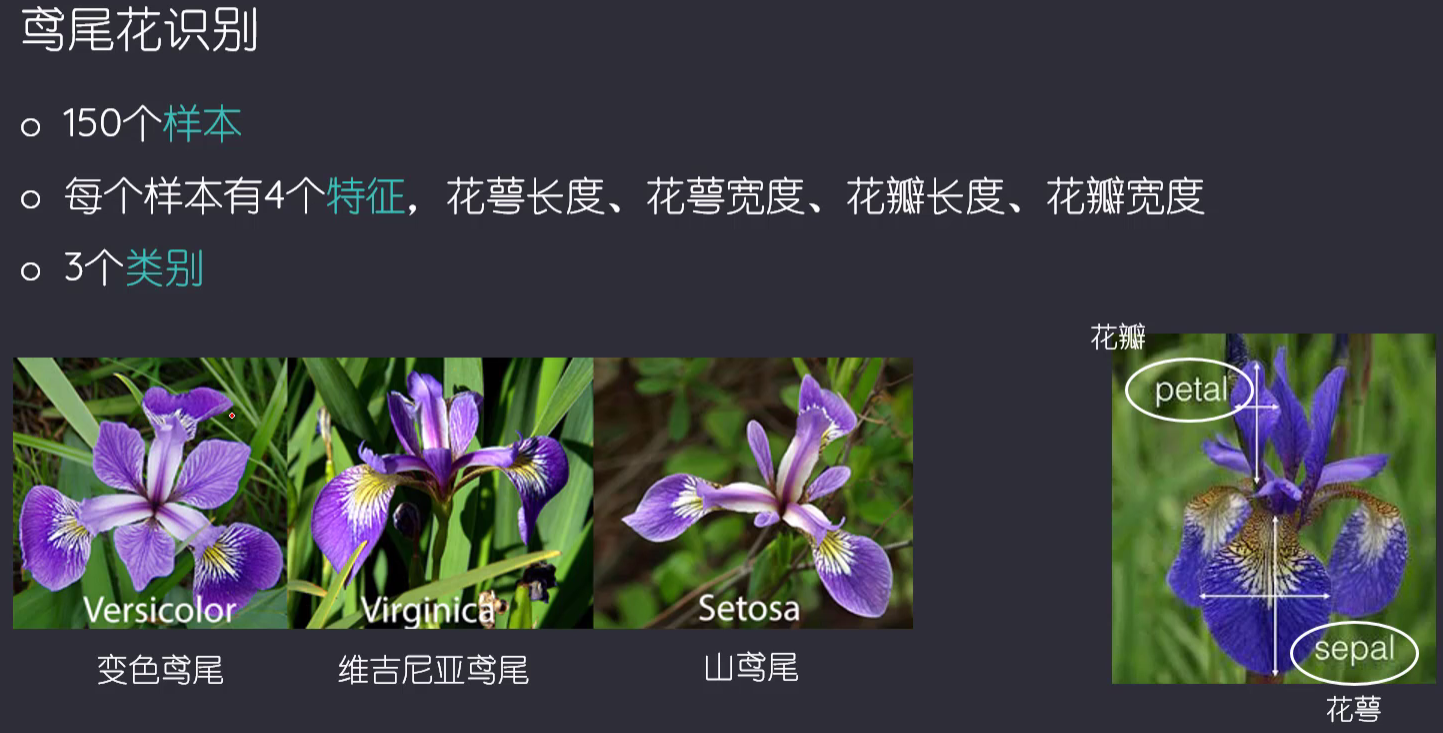 鸢尾花识别
150个样本
每个样本有4个特征，花萼长度、花萼宽度、花瓣长度、花瓣宽度
3个类别
花瓣
petal
Versicolor
Virginica
Setosa
sepal
变色鸢尾
维吉尼亚鸢尾
山鸢尾
花萼